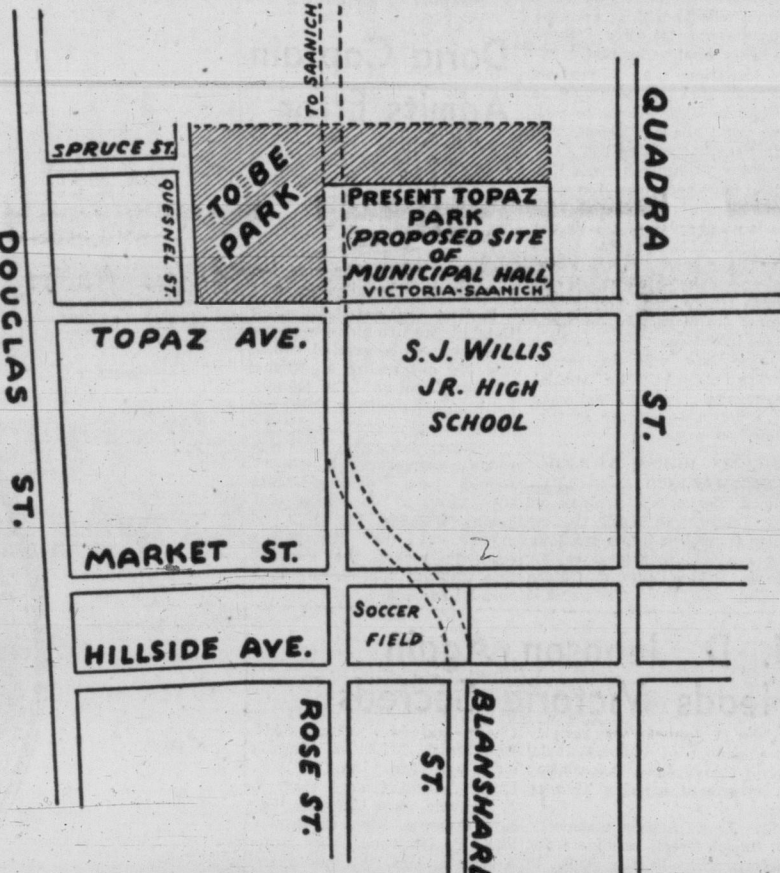 TO SAANICH
SPRUCE ST.
QUESNEL ST.
TO BE
PARK
PRESENT TOPAZ
PARK
(PROPOSED SITE
OF
MUNICIPAL HALL
VICTORIA-SAANICH
QUADRA ST.
DOUGLAS ST.
TOPAZ AVE.
S.J. WILLIS
JR. HIGH
SCHOOL
MARKET ST.
2
SOCCER
FIELD
HILLSIDE AVE.
ROSE ST.
BLANSHARD
ST.